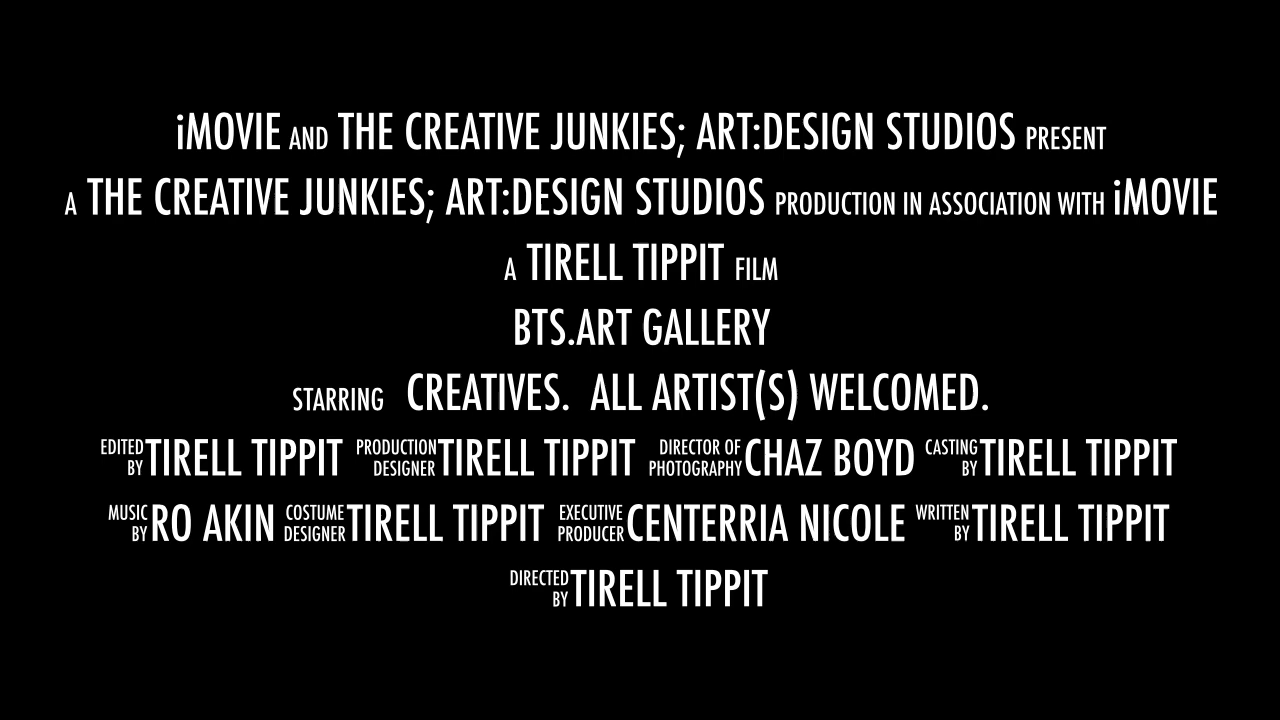 iMOVIE AND THE CREATIVE JUNKIES; ART:DESIGN STUDIOS PRESENT
A THE CREATIVE JUNKIES; ART:DESIGN STUDIOS PRODUCTION IN ASSOCIATION WITH iMOVIE
A TIRELL TIPPIT FILM
BTS.ART GALLERY
STARRING CREATIVES. ALL ARTIST(S) WELCOMED.
EDITED BY TIRELL TIPPIT PRODUCTION DESIGNER TIRELL TIPPIT DIRECTOR OF PHOTOGRAPHY CHAZ BOYD CASTING BY TIRELL TIPPIT
MUSIC BY RO AKIN COSTUME DESIGNER TIRELL TIPPIT EXECUTIVE PRODUCER CENTERRIA NICOLE WRITTEN BY TIRELL TIPPIT
DIRECTED BY TIRELL TIPPIT